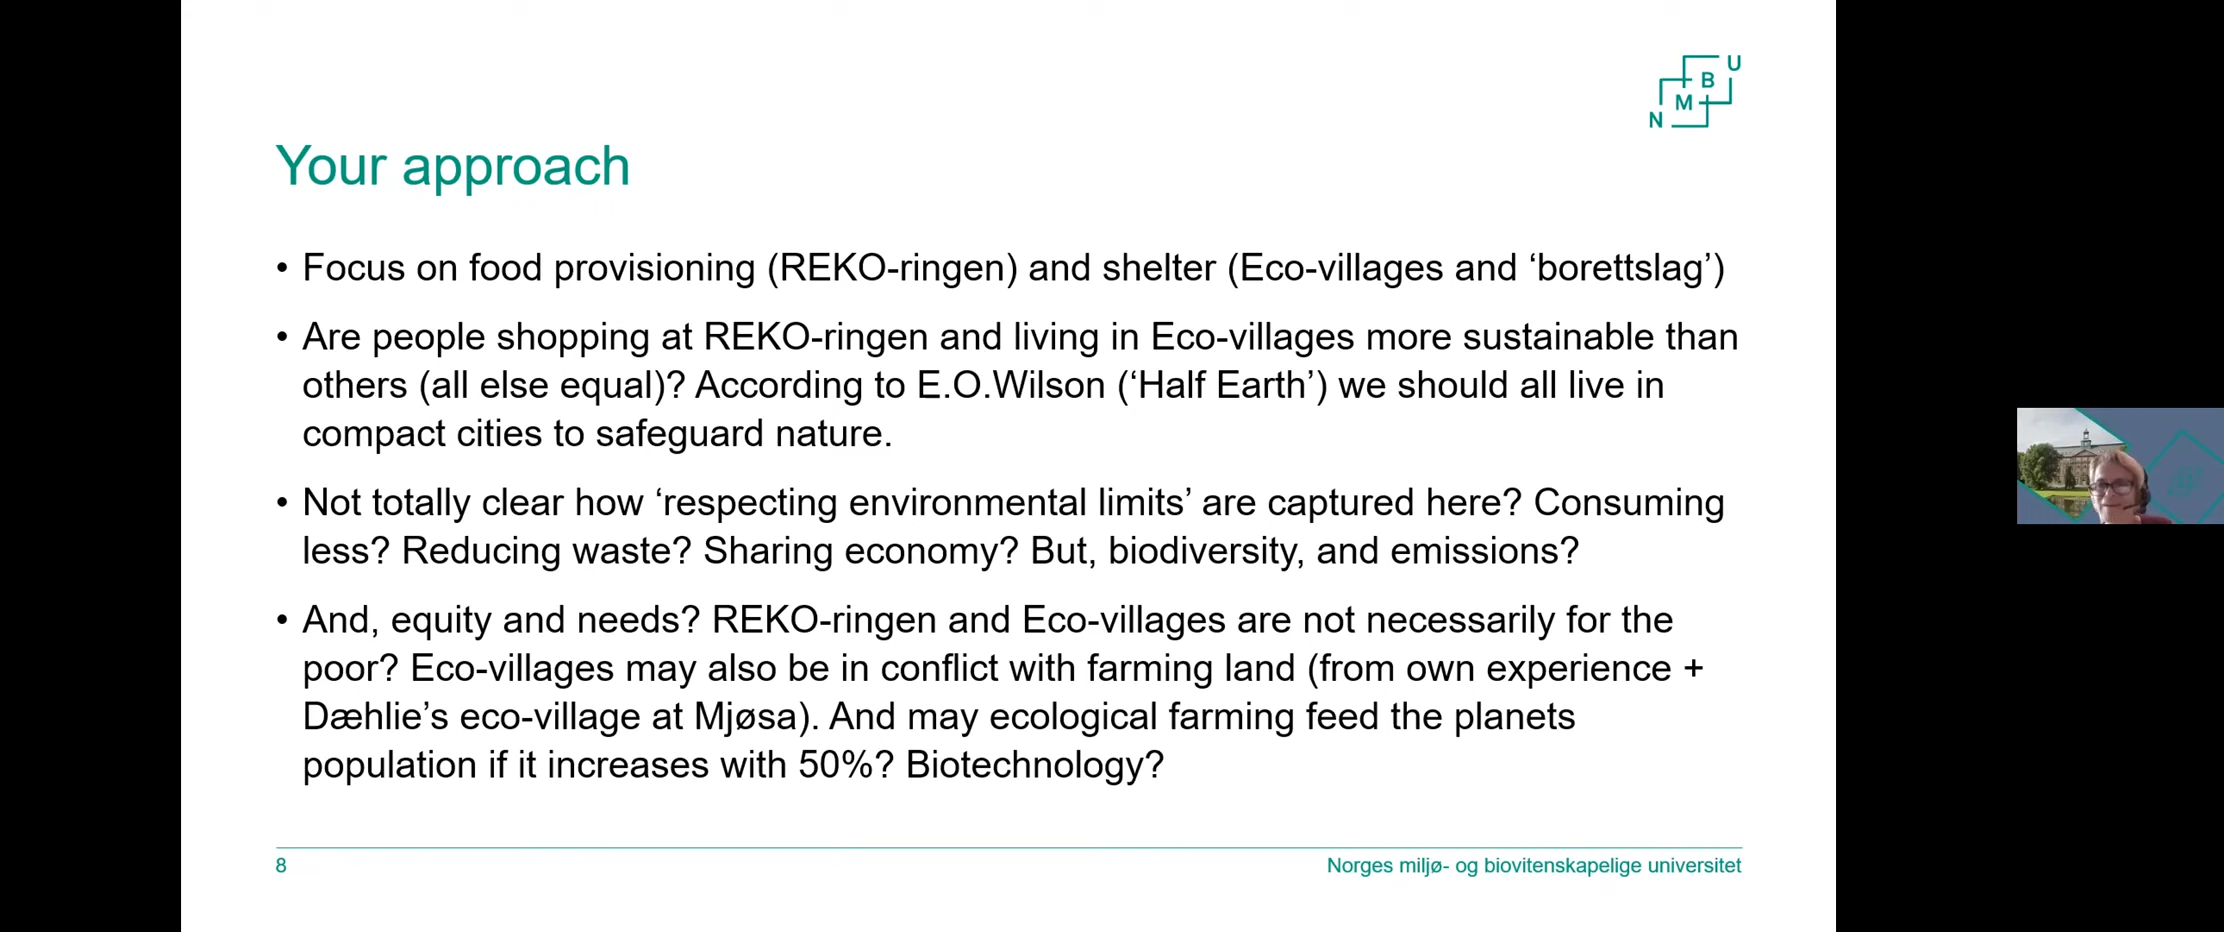 U
B
M
N
Your approach
• Focus on food provisioning (REKO-ringen) and shelter (Eco-villages and ‘borettslag’)
• Are people shopping at REKO-ringen and living in Eco-villages more sustainable than
others (all else equal)? According to E.O.Wilson (‘Half Earth’) we should all live in
compact cities to safeguard nature.
• Not totally clear how ‘respecting environmental limits’ are captured here? Consuming
less? Reducing waste? Sharing economy? But, biodiversity, and emissions?
• And, equity and needs? REKO-ringen and Eco-villages are not necessarily for the
poor? Eco-villages may also be in conflict with farming land (from own experience +
Dæhlie’s eco-village at Mjøsa). And may ecological farming feed the planets
population if it increases with 50%? Biotechnology?
8
Norges miljø- og biovitenskapelige universitet